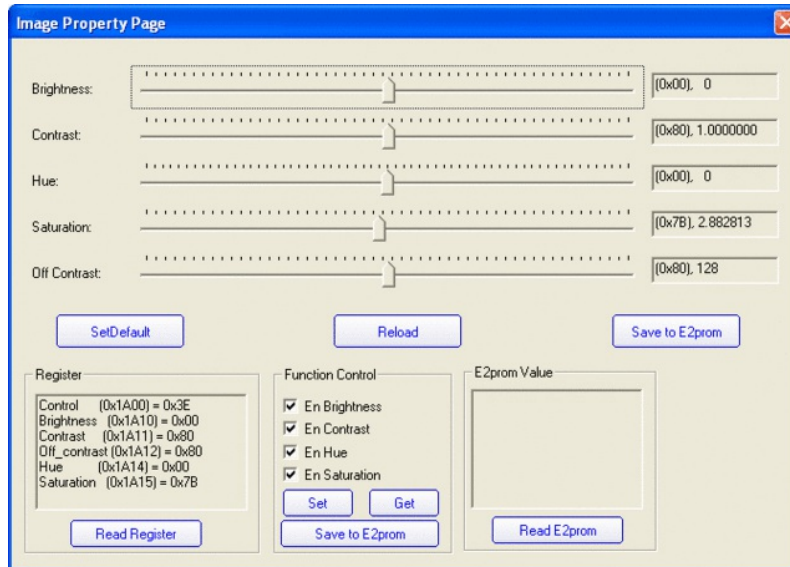 Image Property Page
Brightness: (0x00), 0
Contrast: (0x80), 1.0000000
Hue: (0x00), 0
Saturation: (0x7B), 2.882813
Off Contrast: (0x80), 128
SetDefault Reload Save to E2prom
Register
Control (0x1A00) = 0x3E
Brightness (0x1A10) = 0x00
Contrast (0x1A11) = 0x80
Off_contrast (0x1A12) = 0x80
Hue (0x1A14) = 0x00
Saturation (0x1A15) = 0x7B
Read Register
Function Control
En Brightness
En Contrast
En Hue
En Saturation
Set Get
Save to E2prom
E2prom Value
Read E2prom